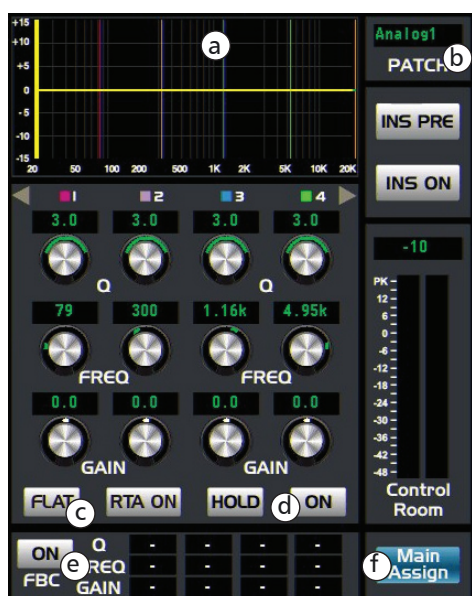 +15
+10
+5
0
-5
-10
-15
20 50 100 200 500 1K 2K 5K 10K 20K
a
Analog1
PATCH
b
INS PRE
INS ON
1 2 3 4
3.0 3.0 3.0 3.0
Q
79 300 1.16k 4.95k
FREQ FREQ
0.0 0.0 0.0 0.0
GAIN GAIN
FLAT RTA ON HOLD ON
c d
-10
PK
12
6
0
-6
-12
-18
-24
-30
-36
-42
-48
Control
Room
ON
FBC
e
Q - - - -
FREQ - - - -
GAIN - - - -
f
Main
Assign